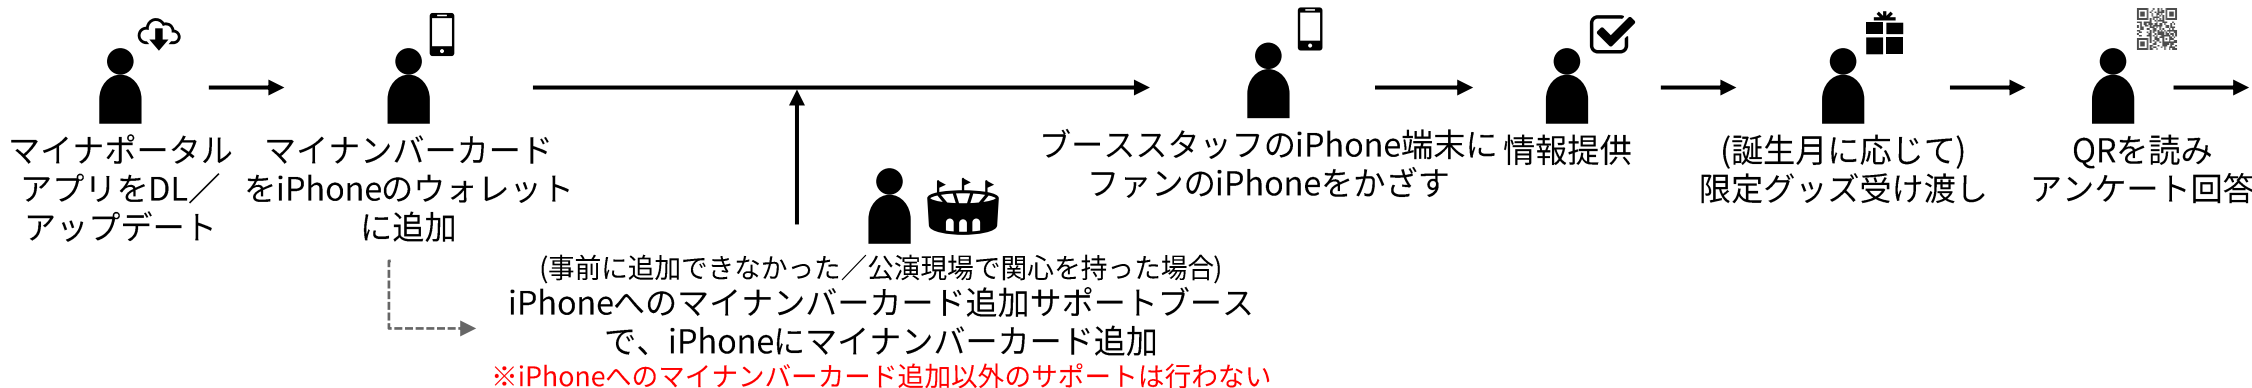 マイナポータル
アプリをDL／
アップデート
マイナンバーカード
をiPhoneのウォレット
に追加
(事前に追加できなかった／公演現場で関心を持った場合)
iPhoneへのマイナンバーカード追加サポートブース
で、iPhoneにマイナンバーカード追加
※iPhoneへのマイナンバーカード追加以外のサポートは行わない
ブーススタッフのiPhone端末に
ファンのiPhoneをかざす
情報提供
(誕生月に応じて)
限定グッズ受け渡し
QRを読み
アンケート回答